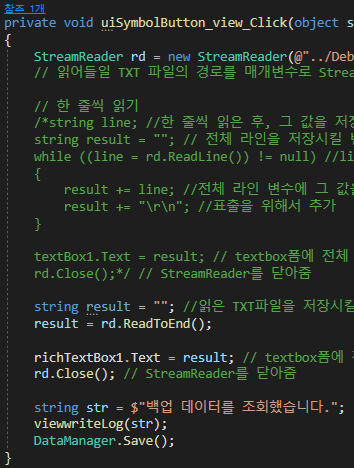 참조 1개
private void uiSymbolButton_view_Click(object s
{
StreamReader rd = new StreamReader(@"../Deb
// 읽어들일 TXT 파일의 경로를 매개변수로 Strea
// 한 줄씩 읽기
/*string line; //한 줄씩 읽은 후, 그 값을 저장
string result = ""; // 전체 라인을 저장시킬 변
while ((line = rd.ReadLine()) != null) //li
{
result += line; //전체 라인 변수에 그 값을
result += "\r\n"; //표출을 위해서 추가
}
textBox1.Text = result; // textbox폼에 전체
rd.Close();*/ // StreamReader를 닫아줌
string result = ""; //읽은 TXT파일을 저장시킬
result = rd.ReadToEnd();
richTextBox1.Text = result; // textbox폼에
rd.Close(); // StreamReader를 닫아줌
string str = $"백업 데이터를 조회했습니다.";
viewwriteLog(str);
DataManager.Save();
}